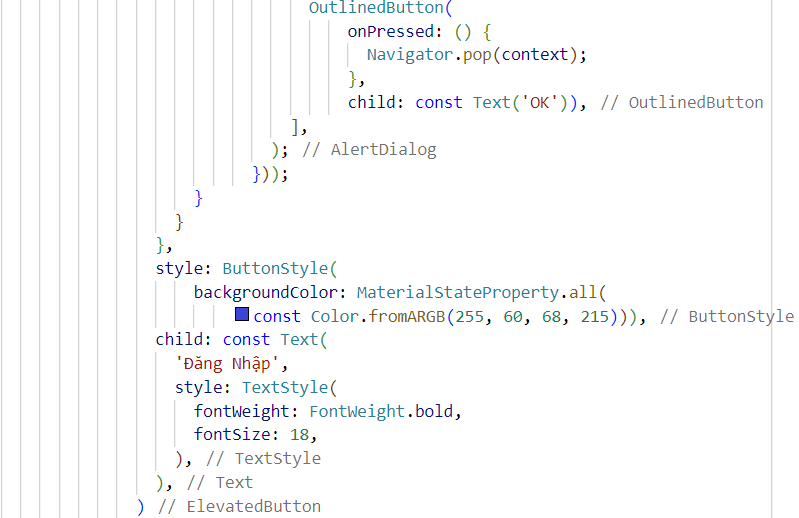 OutlinedButton(
onPressed: () {
Navigator.pop(context);
},
child: const Text('OK')), // OutlinedButton
],
); // AlertDialog
}));
}
}
},
style: ButtonStyle(
backgroundColor: MaterialStateProperty.all(
const Color.fromARGB(255, 60, 68, 215))), // ButtonStyle
child: const Text(
'Đăng Nhập',
style: TextStyle(
fontWeight: FontWeight.bold,
fontSize: 18,
), // TextStyle
), // Text
) // ElevatedButton